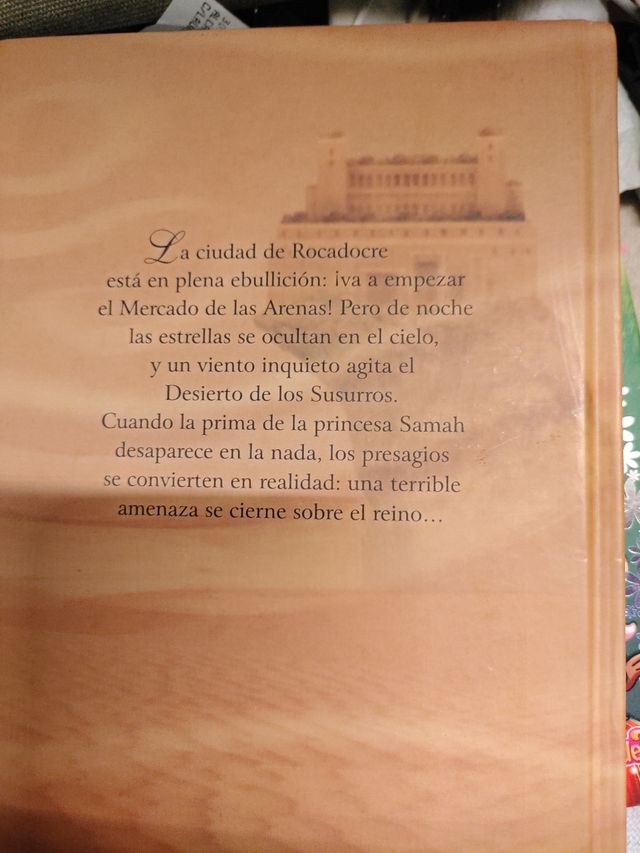 La ciudad de Rocadocre
está en plena ebullición: ¡va a empezar
el Mercado de las Arenas! Pero de noche
las estrellas se ocultan en el cielo,
y un viento inquieto agita el
Desierto de los Susurros.
Cuando la prima de la princesa Samah
desaparece en la nada, los presagios
se convierten en realidad: una terrible
amenaza se cierne sobre el reino...